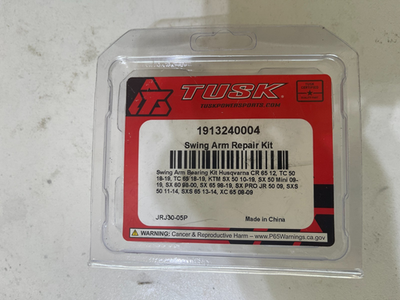 TUSK
TUSKPOWERSPORTS.COM
1913240004
Swing Arm Repair Kit
Swing Arm Bearing Kit Husqvarna CR 65 12, TC 50
18-19, TC 65 18-19, KTM SX 50 10-19, SX 50 Mini 09-
19, SX 60 98-00, SX 65 98-19, SX PRO JR 50 09, SXS
50 11-14, SXS 65 13-14, XC 65 08-09
JRJ30-05P
Made in China
WARNING: Cancer & Reproductive Harm - www.P65Warnings.ca.gov